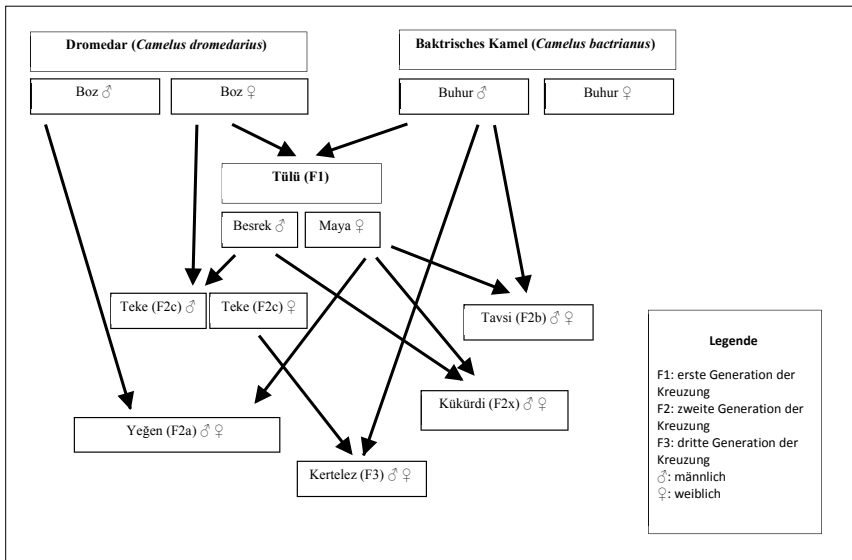 Dromedar (Camelus dromedarius)
Baktrisches Kamel (Camelus bactrianus)
Boz ♂
Boz ♀
Buhur ♂
Buhur ♀
Tülü (F1)
Besrek ♂
Maya ♀
Teke (F2c) ♂
Teke (F2c) ♀
Tavsi (F2b) ♂ ♀
Kükürdi (F2x) ♂ ♀
Yeğen (F2a) ♂ ♀
Kertelez (F3) ♂ ♀
Legende
F1: erste Generation der
Kreuzung
F2: zweite Generation der
Kreuzung
F3: dritte Generation der
Kreuzung
♂: männlich
♀: weiblich